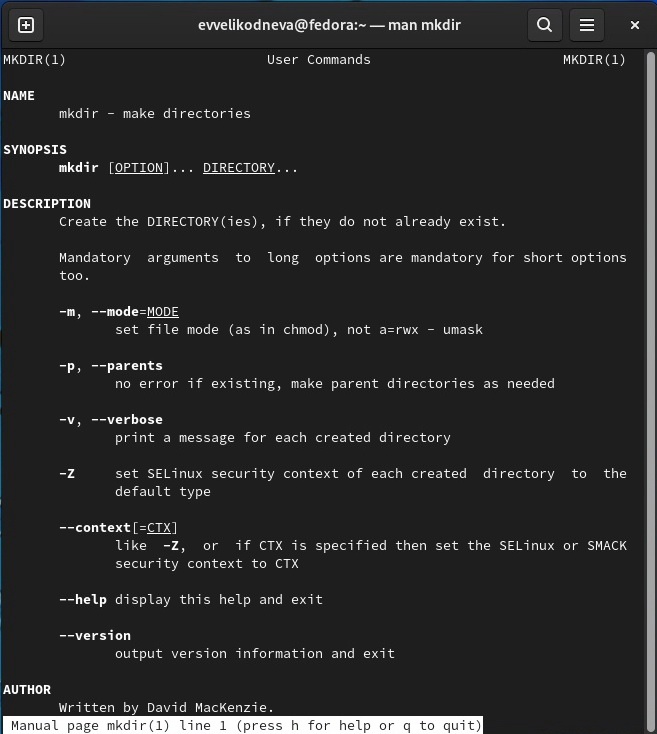 evvelikodneva@fedora:~ — man mkdir
MKDIR(1) User Commands MKDIR(1)
NAME
mkdir - make directories
SYNOPSIS
mkdir [OPTION]... DIRECTORY...
DESCRIPTION
Create the DIRECTORY(ies), if they do not already exist.
Mandatory arguments to long options are mandatory for short options
too.
-m, --mode=MODE
set file mode (as in chmod), not a=rwx - umask
-p, --parents
no error if existing, make parent directories as needed
-v, --verbose
print a message for each created directory
-Z set SELinux security context of each created directory to the
default type
--context[=CTX]
like -Z, or if CTX is specified then set the SELinux or SMACK
security context to CTX
--help display this help and exit
--version
output version information and exit
AUTHOR
Written by David MacKenzie.
Manual page mkdir(1) line 1 (press h for help or q to quit)